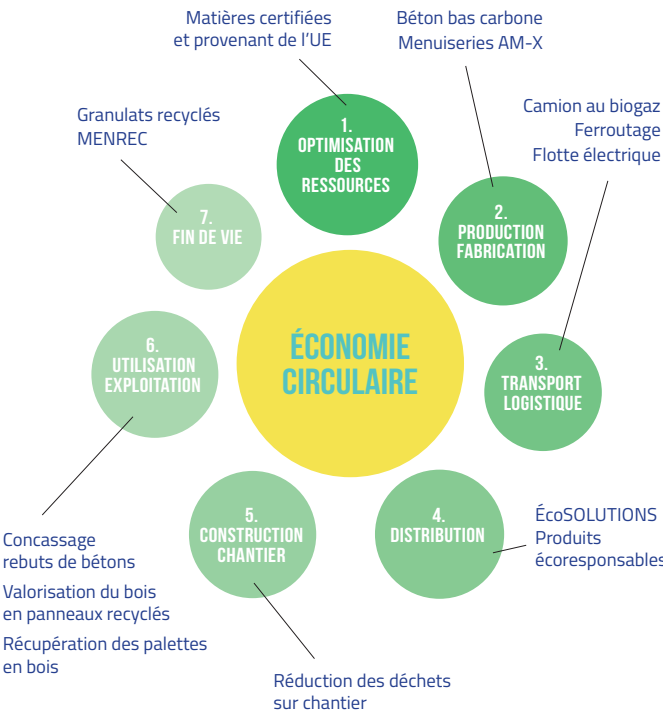 Matières certifiées
et provenant de l’UE
Béton bas carbone
Menuiseries AM-X
Granulats recyclés
MENREC
Camion au biogaz
Ferroutage
Flotte électrique
1.
OPTIMISATION
DES
RESSOURCES
2.
PRODUCTION
FABRICATION
7.
FIN DE VIE
ÉCONOMIE
CIRCULAIRE
6.
UTILISATION
EXPLOITATION
3.
TRANSPORT
LOGISTIQUE
5.
CONSTRUCTION
CHANTIER
4.
DISTRIBUTION
ÉcoSOLUTIONS
Produits
écoresponsables
Concassage
rebuts de bétons
Valorisation du bois
en panneaux recyclés
Récupération des palettes
en bois
Réduction des déchets
sur chantier